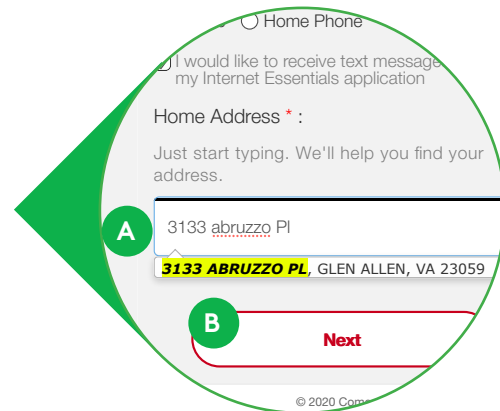 Home Phone
I would like to receive text message
my Internet Essentials application
Home Address * :
Just start typing. We'll help you find your
address.
A
3133 abruzzo Pl
3133 ABRUZZO PL, GLEN ALLEN, VA 23059
B
Next
© 2020